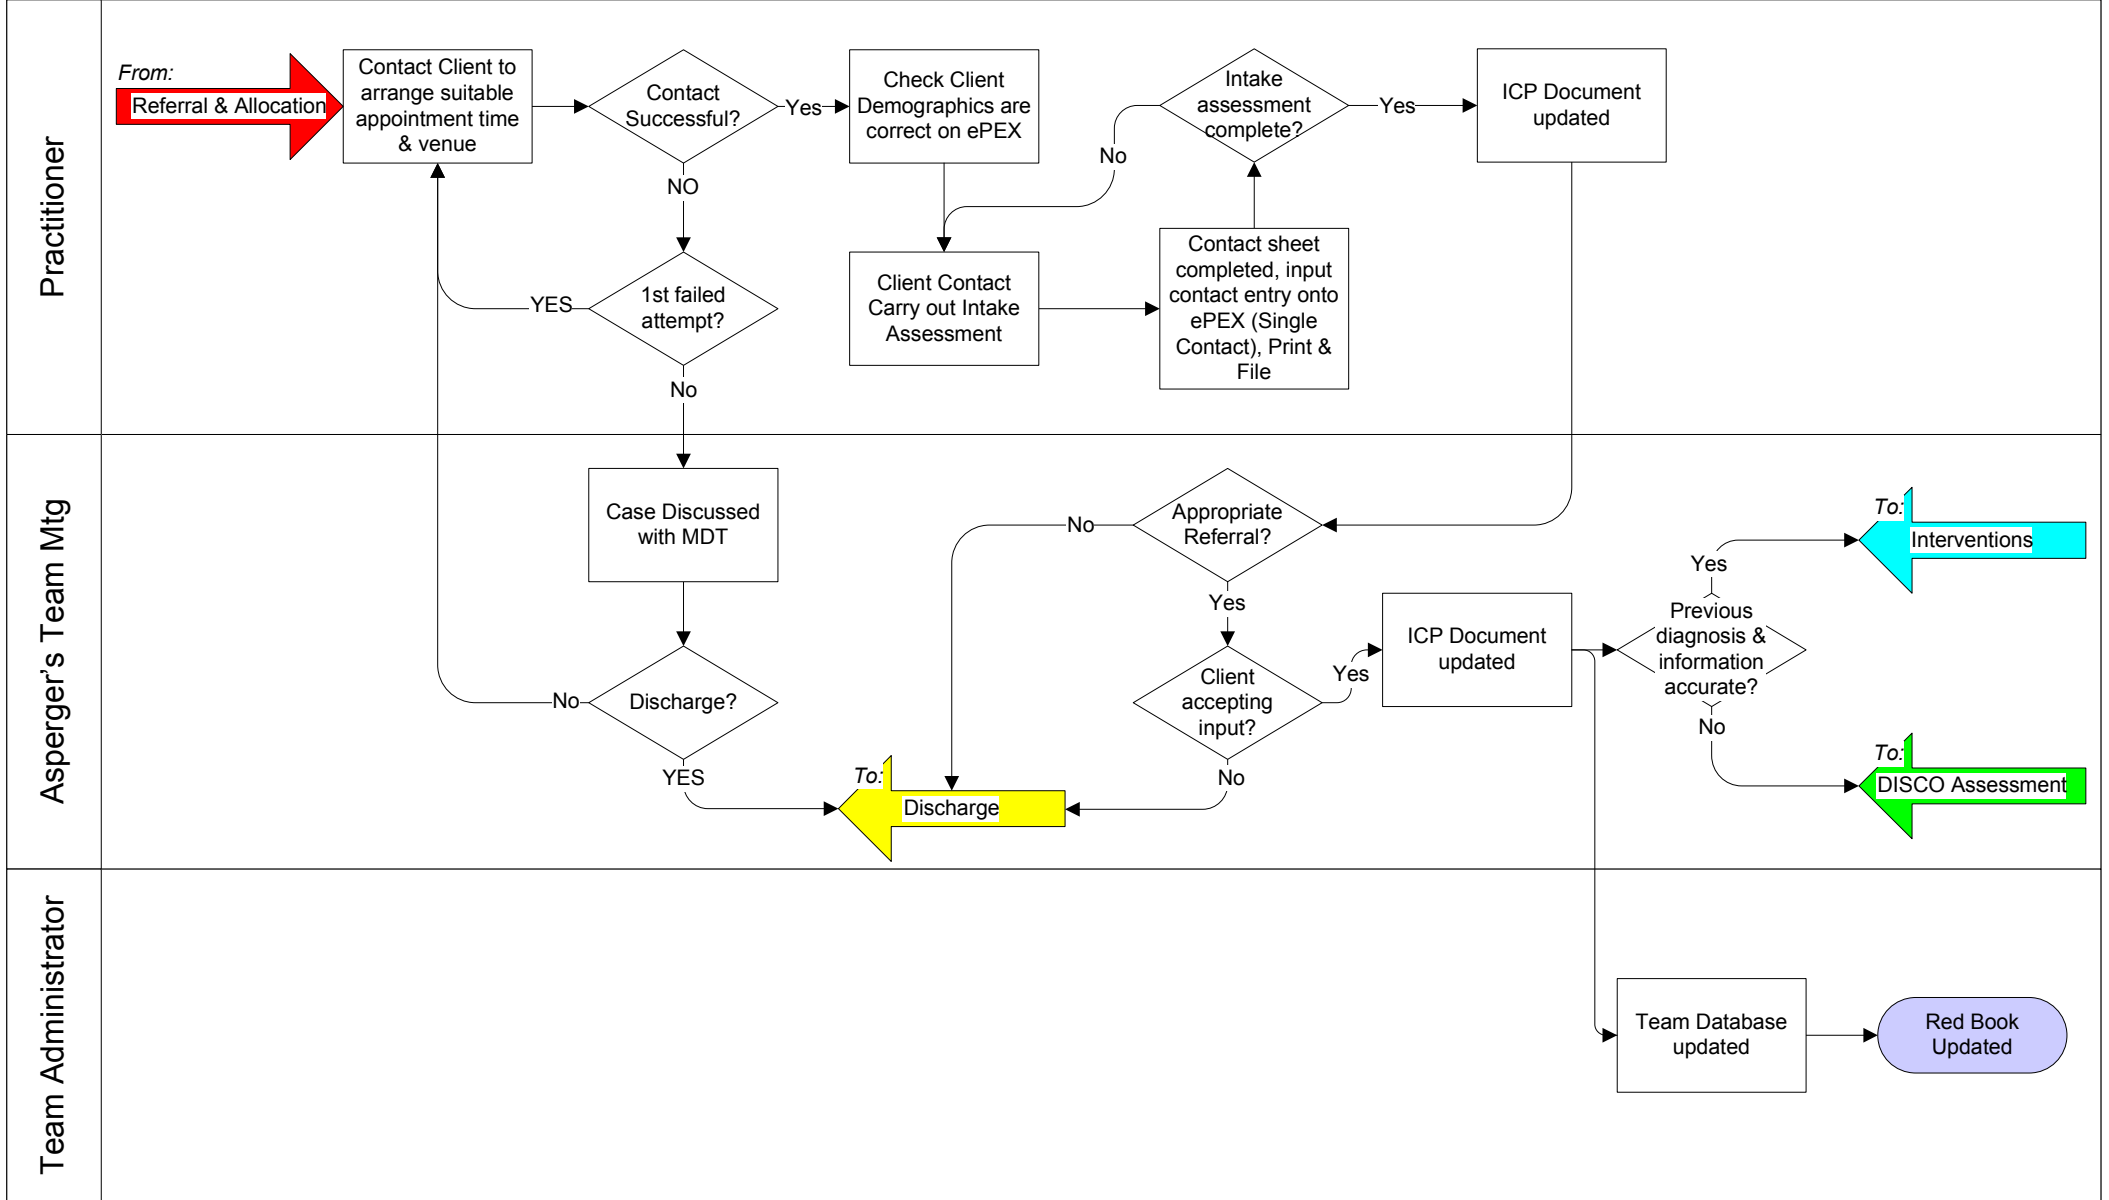 Practitioner
From:
Referral & Allocation
Contact Client to
arrange suitable
appointment time
& venue
Contact
Successful?
Yes
Check Client
Demographics are
correct on ePEX
Intake
assessment
complete?
Yes
ICP Document
updated
No
NO
1st failed
attempt?
YES
No
Client Contact
Carry out Intake
Assessment
Contact sheet
completed, input
contact entry onto
ePEX (Single
Contact), Print &
File
Asperger's Team Mtg
Case Discussed
with MDT
Discharge?
No
YES
To:
Discharge
Appropriate
Referral?
No
Yes
Client
accepting
input?
Yes
No
ICP Document
updated
Previous
diagnosis &
information
accurate?
Yes
No
To:
Interventions
To:
DISCO Assessment
Team Administrator
Team Database
updated
Red Book
Updated